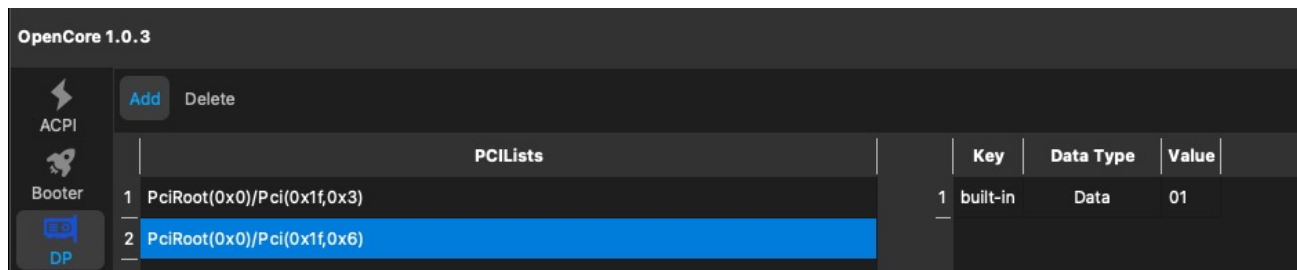 OpenCore 1.0.3
ACPI
Booter
DP
Add Delete
PCILists
1 PciRoot(0x0)/Pci(0x1f,0x3)
2 PciRoot(0x0)/Pci(0x1f,0x6)
Key Data Type Value
1 built-in Data 01